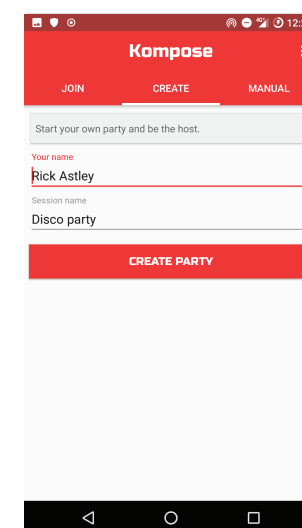 12:
Kompose
JOIN CREATE MANUAL
Start your own party and be the host.
Your name
Rick Astley
Session name
Disco party
CREATE PARTY